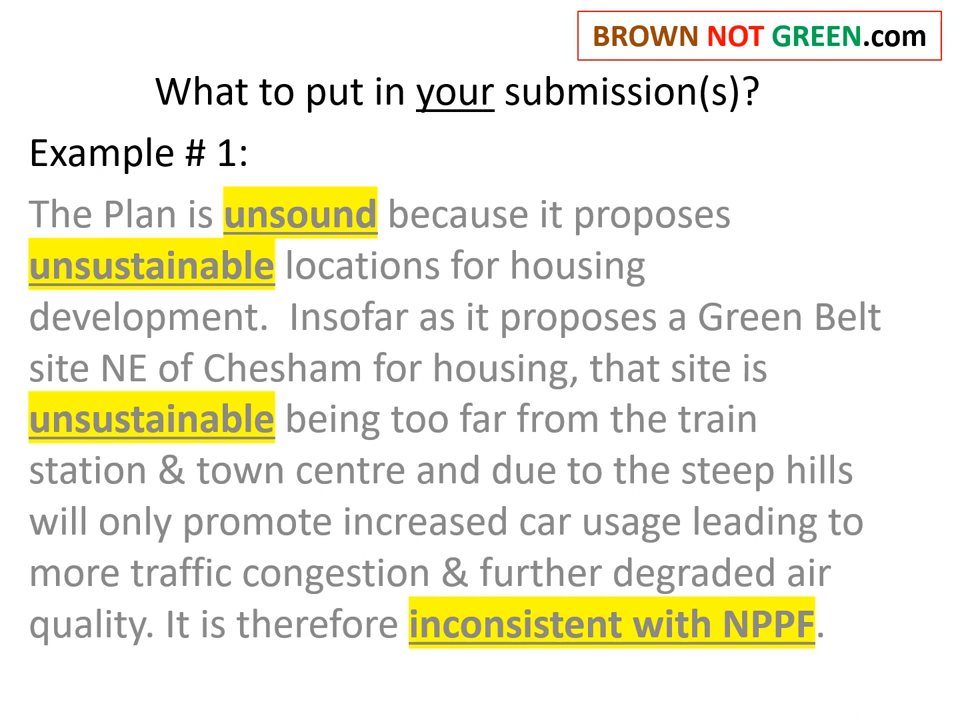 BROWN NOT GREEN.com
What to put in your submission(s)?
Example # 1:
The Plan is unsound because it proposes
unsustainable locations for housing
development.  Insofar as it proposes a Green Belt
site NE of Chesham for housing, that site is
unsustainable being too far from the train
station & town centre and due to the steep hills
will only promote increased car usage leading to
more traffic congestion & further degraded air
quality. It is therefore inconsistent with NPPF.